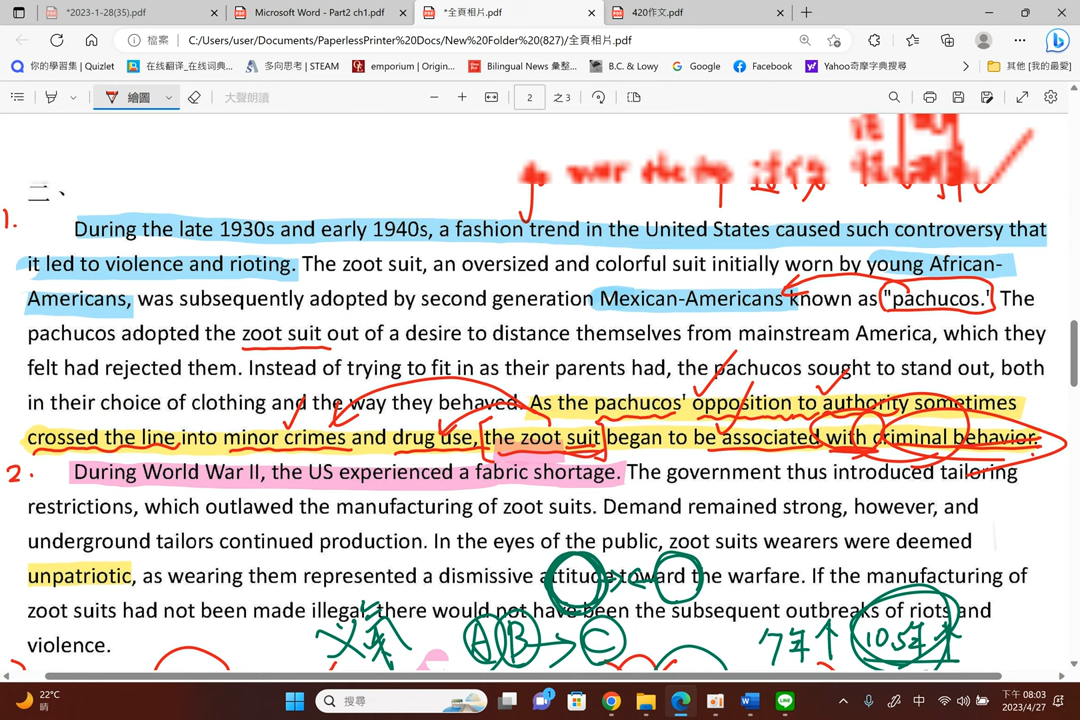 *2023-1-28(35).pdf
Microsoft Word - Part2 ch1.pdf
*全頁相片.pdf
420作文.pdf
檔案
C:/Users/user/Documents/PaperlessPrinter%20Docs/New%20Folder%20(827)/全頁相片.pdf
你的學習集 | Quizlet
在线翻译_在线词典...
多向思考 | STEAM
emporium | Origin...
Bilingual News 彙整...
B.C. & Lowy
Google
Facebook
Yahoo奇摩字典搜尋
其他 [我的最愛]
繪圖
大聲朗讀
2
之 3
go over the top 过
二、
1.
During the late 1930s and early 1940s, a fashion trend in the United States caused such controversy that
it led to violence and rioting. The zoot suit, an oversized and colorful suit initially worn by young African-
Americans, was subsequently adopted by second generation Mexican-Americans known as "pachucos." The
pachucos adopted the zoot suit out of a desire to distance themselves from mainstream America, which they
felt had rejected them. Instead of trying to fit in as their parents had, the pachucos sought to stand out, both
in their choice of clothing and the way they behaved. As the pachucos' opposition to authority sometimes
crossed the line into minor crimes and drug use, the zoot suit began to be associated with criminal behavior.
2.
During World War II, the US experienced a fabric shortage. The government thus introduced tailoring
restrictions, which outlawed the manufacturing of zoot suits. Demand remained strong, however, and
underground tailors continued production. In the eyes of the public, zoot suits wearers were deemed
unpatriotic, as wearing them represented a dismissive attitude toward the warfare. If the manufacturing of
zoot suits had not been made illegal, there would not have been the subsequent outbreaks of riots and
violence.
A B → C
7年个 10.5年
22°C
晴
搜尋
1
中
下午 08:03
2023/4/27